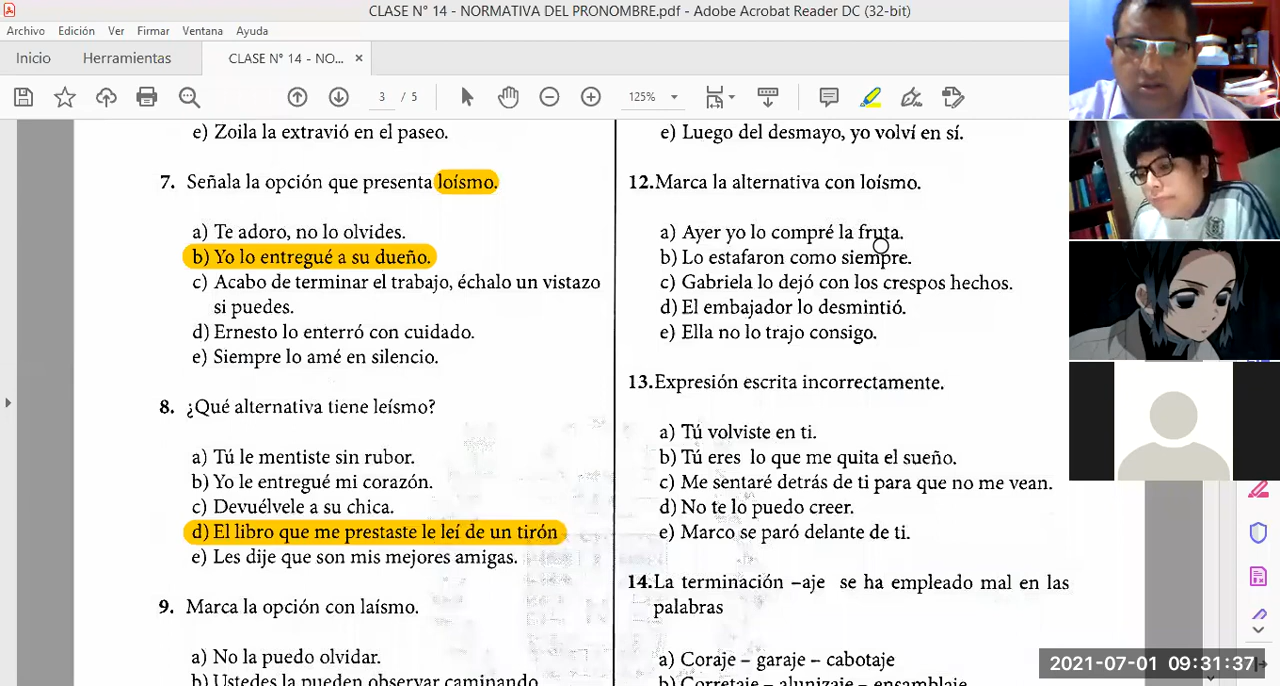 CLASE N° 14 - NORMATIVA DEL PRONOMBRE.pdf - Adobe Acrobat Reader DC (32-bit)
Archivo Edición Ver Firmar Ventana Ayuda
Inicio Herramientas CLASE N° 14 - NO... ×
3 / 5 125%
e) Zoila la extravió en el paseo.
7. Señala la opción que presenta loísmo.
a) Te adoro, no lo olvides.
b) Yo lo entregué a su dueño.
c) Acabo de terminar el trabajo, échalo un vistazo
si puedes.
d) Ernesto lo enterró con cuidado.
e) Siempre lo amé en silencio.
8. ¿Qué alternativa tiene leísmo?
a) Tú le mentiste sin rubor.
b) Yo le entregué mi corazón.
c) Devuélvele a su chica.
d) El libro que me prestaste le leí de un tirón
e) Les dije que son mis mejores amigas.
9. Marca la opción con laísmo.
a) No la puedo olvidar.
b) Ustedes la pueden observar caminando
e) Luego del desmayo, yo volví en sí.
12. Marca la alternativa con loísmo.
a) Ayer yo lo compré la fruta.
b) Lo estafaron como siempre.
c) Gabriela lo dejó con los crespos hechos.
d) El embajador lo desmintió.
e) Ella no lo trajo consigo.
13. Expresión escrita incorrectamente.
a) Tú volviste en ti.
b) Tú eres lo que me quita el sueño.
c) Me sentaré detrás de ti para que no me vean.
d) No te lo puedo creer.
e) Marco se paró delante de ti.
14. La terminación –aje se ha empleado mal en las
palabras
a) Coraje – garaje – cabotaje
b) Corretaje – alunizaje – ensamblaje
2021-07-01 09:31:37